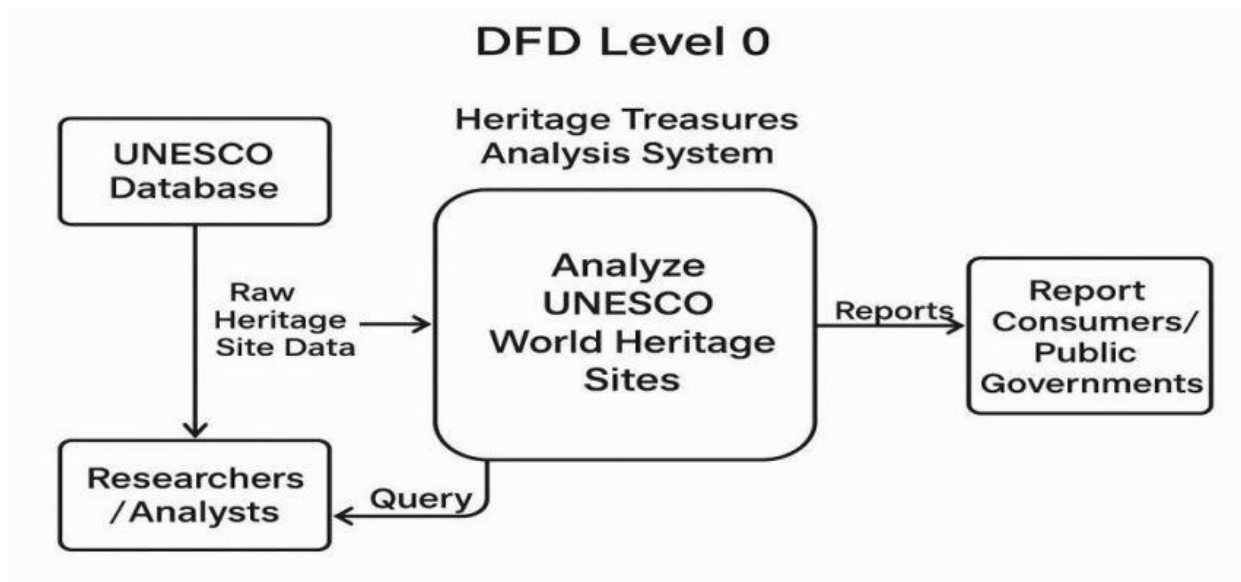 DFD Level 0
Heritage Treasures
Analysis System
UNESCO
Database
Raw
Heritage
Site Data
Analyze
UNESCO
World Heritage
Sites
Reports
Report
Consumers/
Public
Governments
Researchers
/Analysts
Query